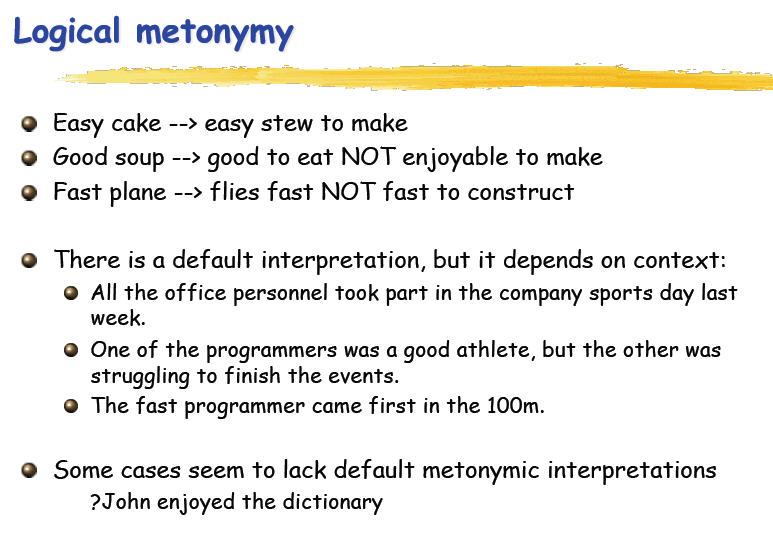 Logical metonymy
Easy cake --> easy stew to make
Good soup --> good to eat NOT enjoyable to make
Fast plane --> flies fast NOT fast to construct
There is a default interpretation, but it depends on context:
All the office personnel took part in the company sports day last
week.
One of the programmers was a good athlete, but the other was
struggling to finish the events.
The fast programmer came first in the 100m.
Some cases seem to lack default metonymic interpretations
?John enjoyed the dictionary